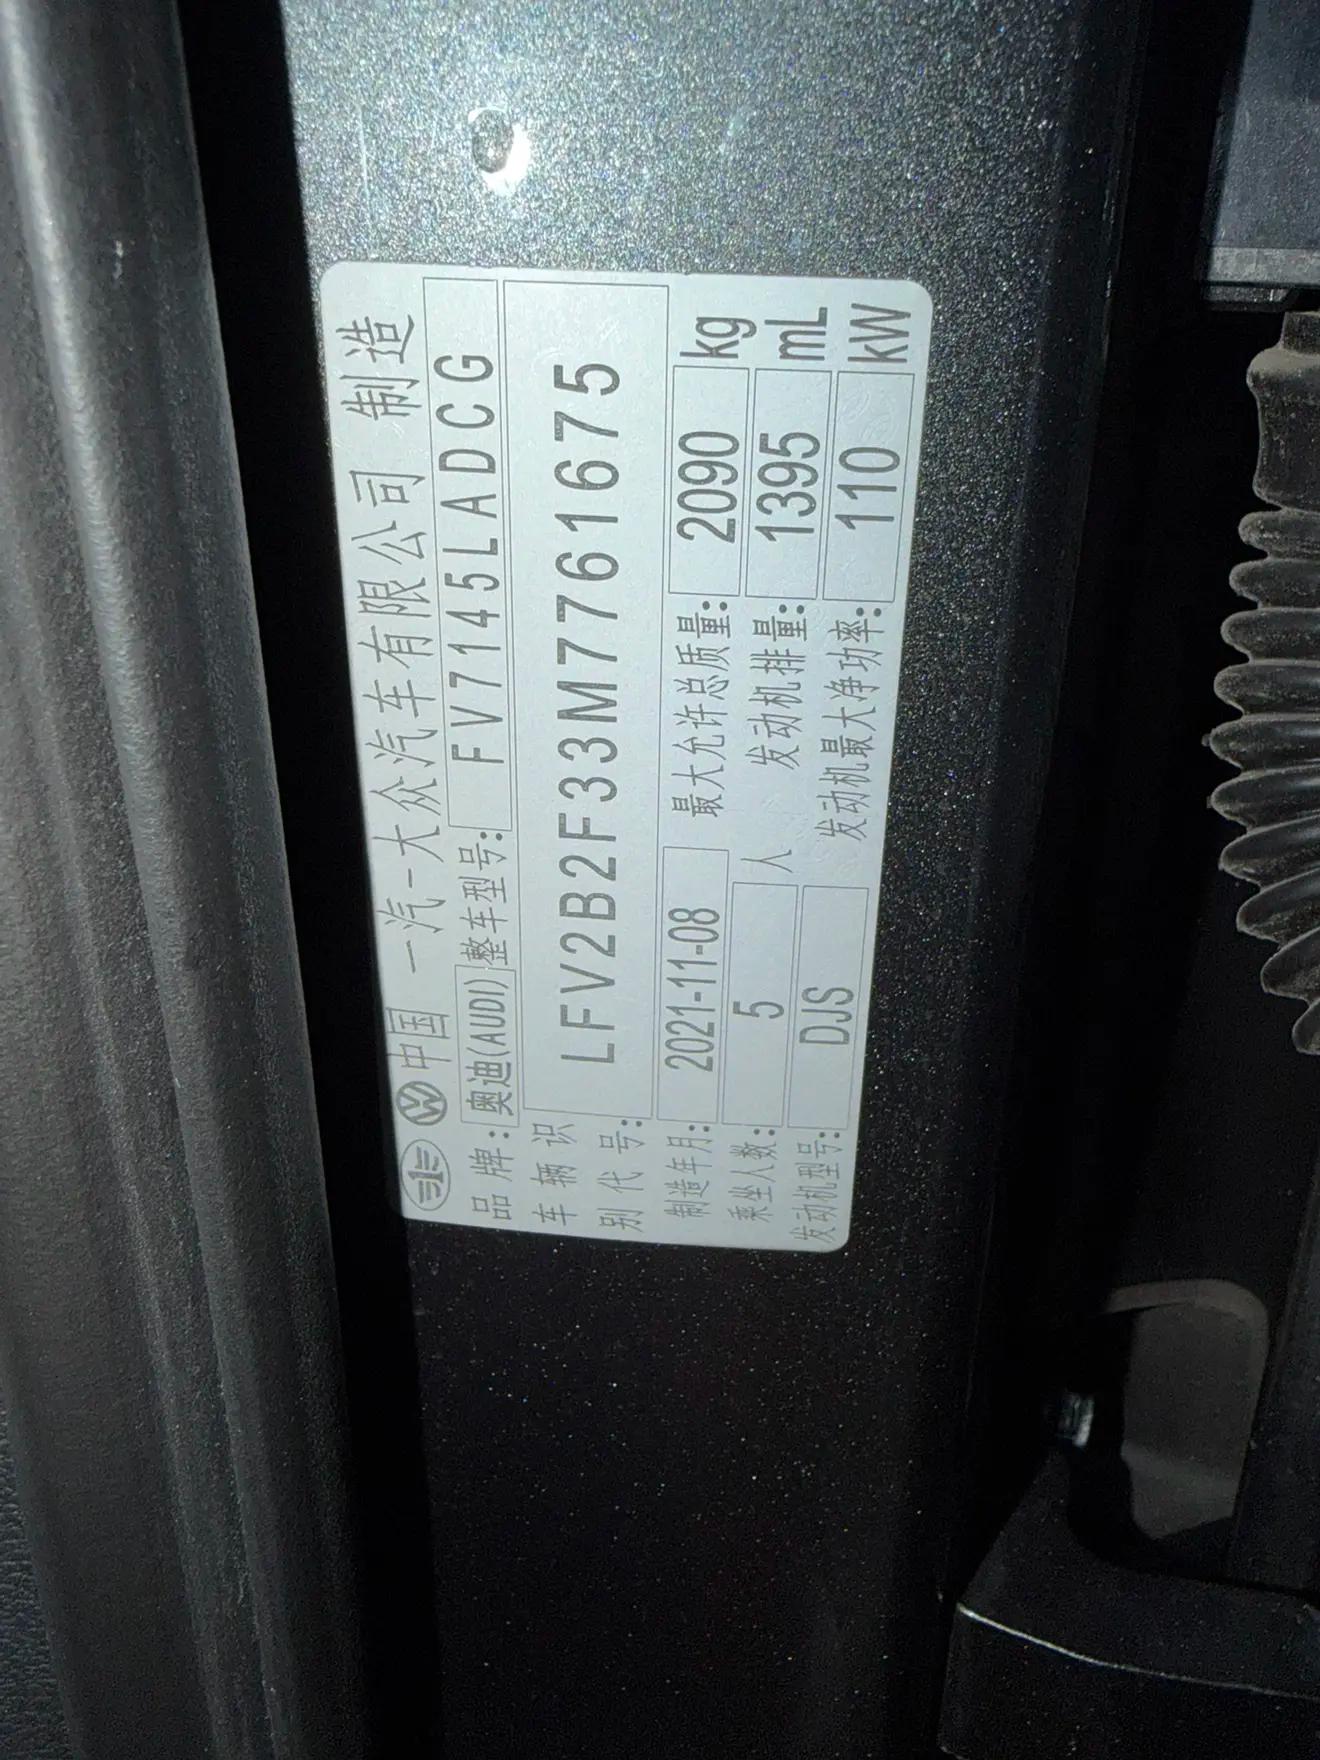 中国 一汽-大众汽车有限公司 制造
品牌: 奥迪(AUDI) 整车型号: FV7145LADCG
车辆识别代号: LFV2B2F33M7761675
制造年月: 2021-11-08 最大允许总质量: 2090 kg
乘坐人数: 5 人 发动机排量: 1395 mL
发动机型号: DJS 发动机最大净功率: 110 kW